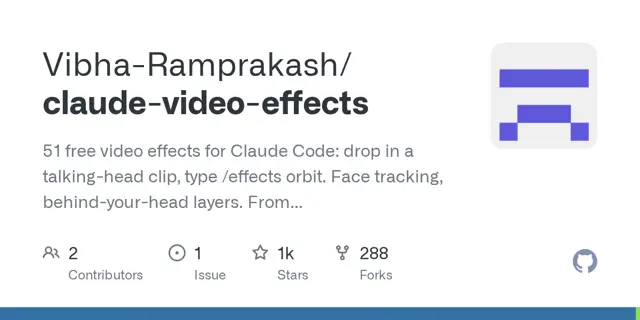 Vibha-Ramprakash/
claude-video-effects
51 free video effects for Claude Code: drop in a
talking-head clip, type /effects orbit. Face tracking,
behind-your-head layers. From...
2
Contributors
1
Issue
1k
Stars
288
Forks